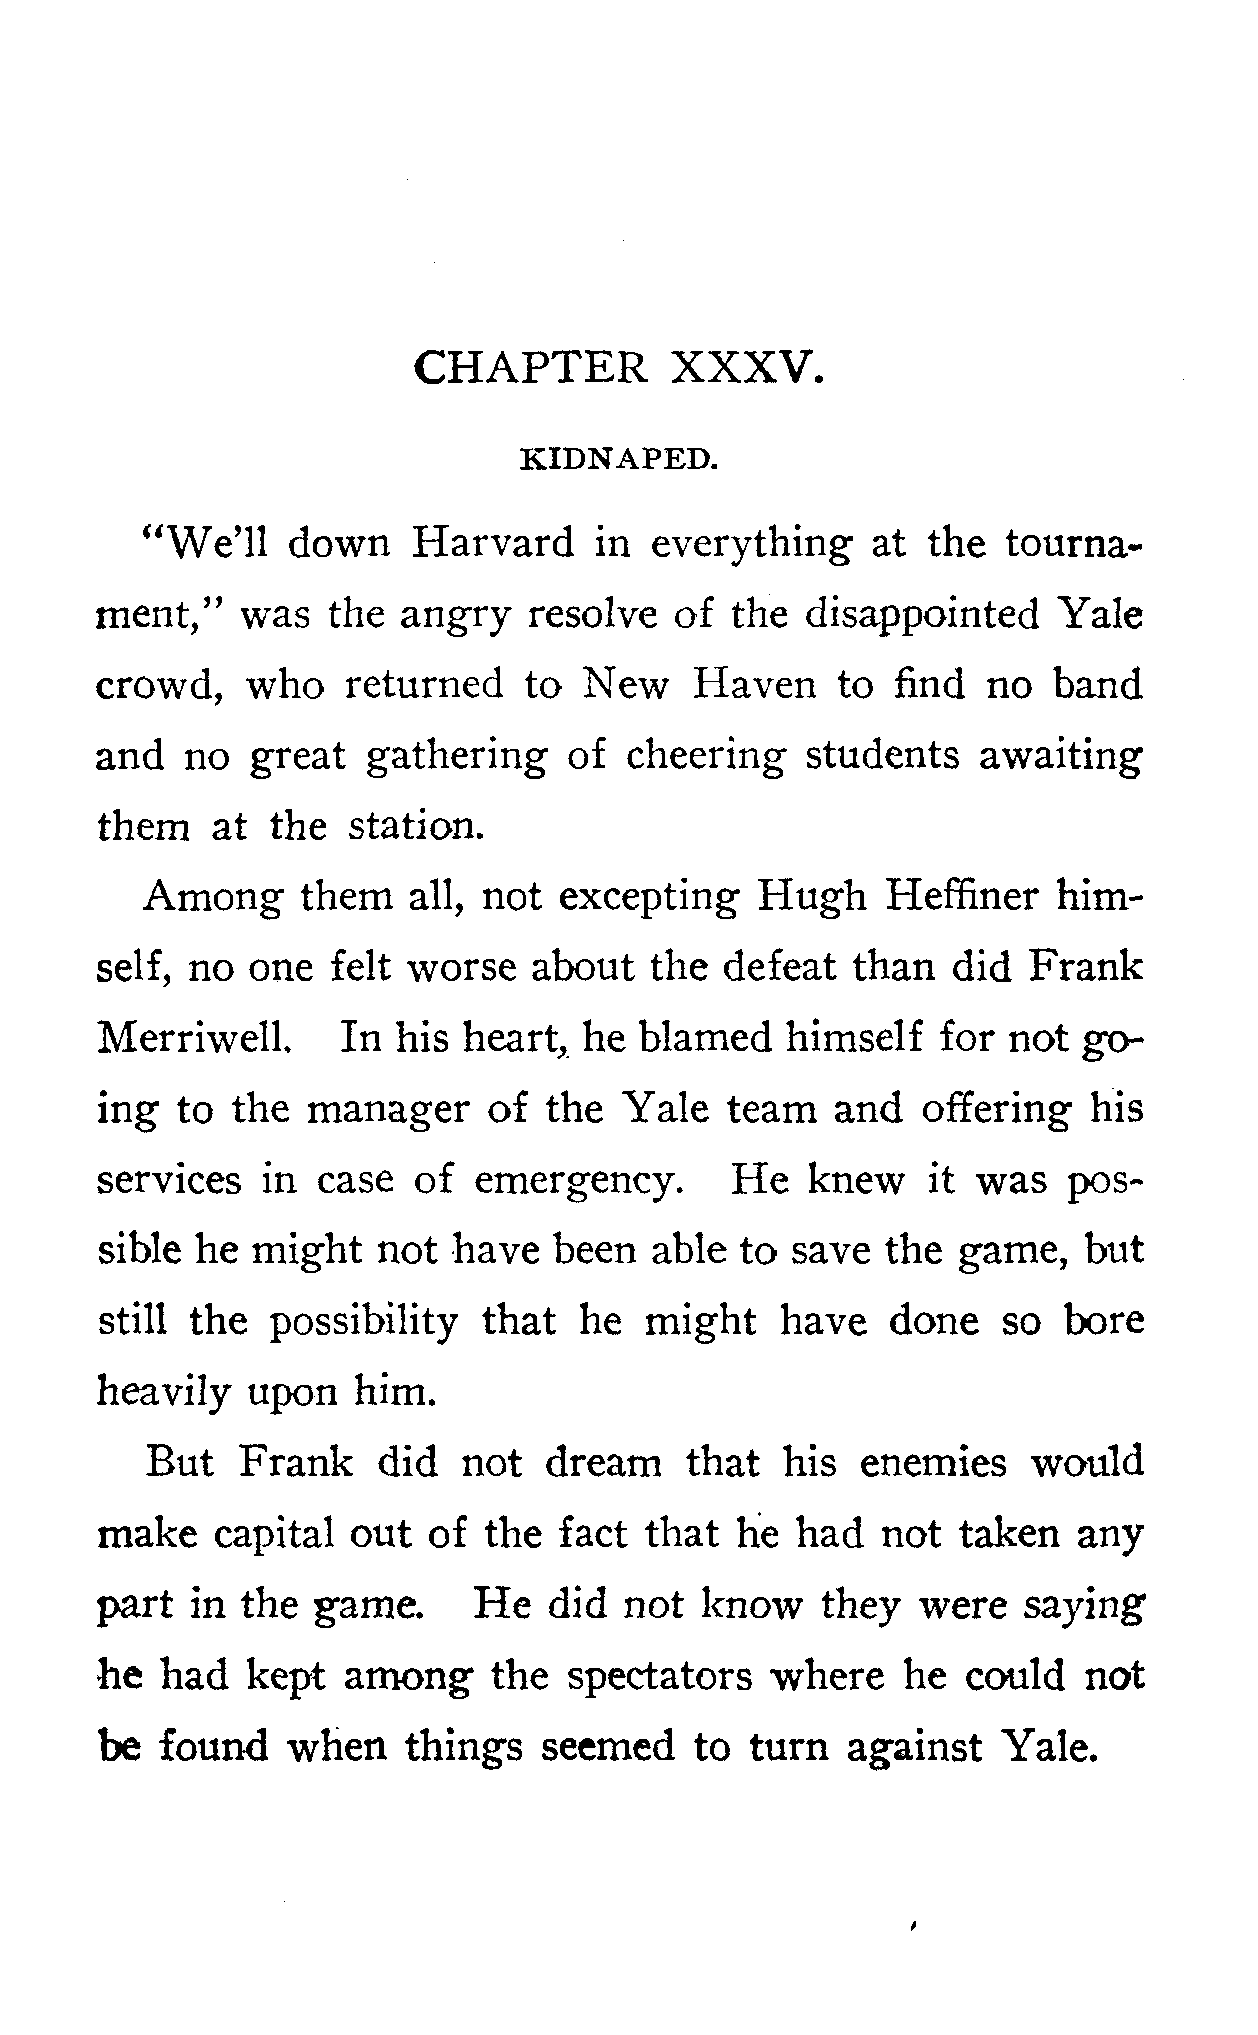 CHAPTER XXXV.
KIDNAPED.
“We’ll down Harvard in everything at the tourna-
ment,” was the angry resolve of the disappointed Yale
crowd, who returned to New Haven to find no band
and no great gathering of cheering students awaiting
them at the station.
Among them all, not excepting Hugh Heffiner him-
self, no one felt worse about the defeat than did Frank
Merriwell. In his heart, he blamed himself for not go-
ing to the manager of the Yale team and offering his
services in case of emergency. He knew it was pos-
sible he might not have been able to save the game, but
still the possibility that he might have done so bore
heavily upon him.
But Frank did not dream that his enemies would
make capital out of the fact that he had not taken any
part in the game. He did not know they were saying
he had kept among the spectators where he could not
be found when things seemed to turn against Yale.